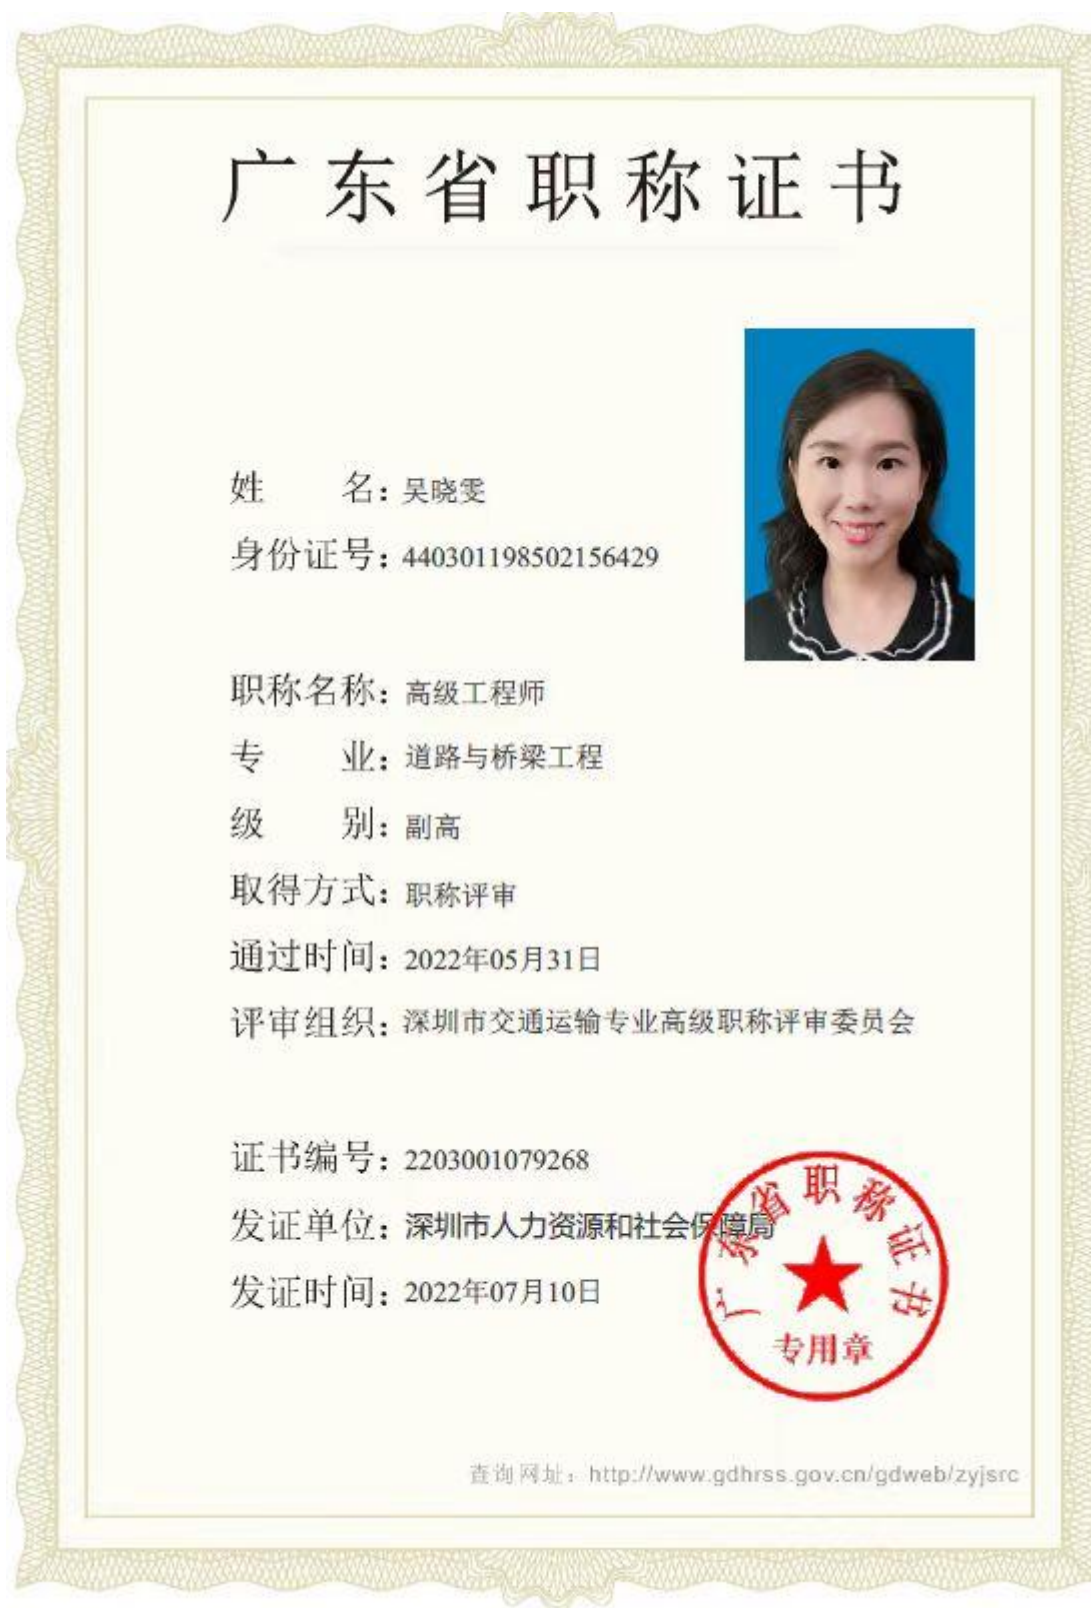 广东省职称证书
姓 名：吴晓雯
身份证号：440301198502156429
职称名称：高级工程师
专 业：道路与桥梁工程
级 别：副高
取得方式：职称评审
通过时间：2022年05月31日
评审组织：深圳市交通运输专业高级职称评审委员会
证书编号：2203001079268
发证单位：深圳市人力资源和社会保障局
发证时间：2022年07月10日
广东省职称证书
专用章
查询网址：http://www.gdhrss.gov.cn/gdweb/zyjsrc